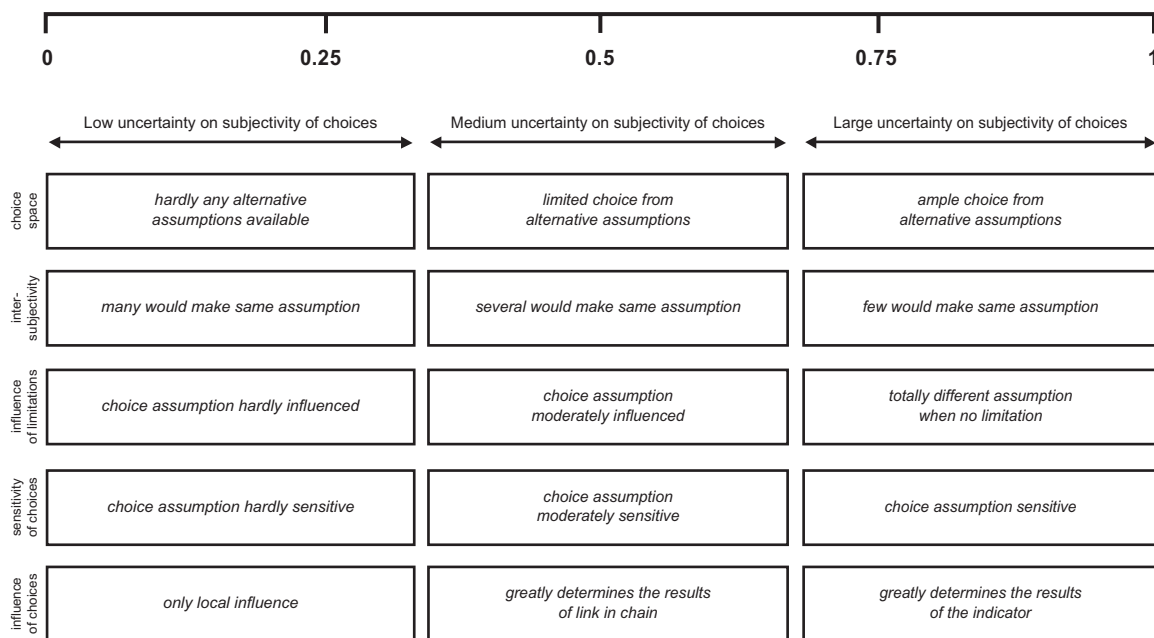 0
0.25
0.5
0.75
1
Low uncertainty on subjectivity of choices
Medium uncertainty on subjectivity of choices
Large uncertainty on subjectivity of choices
choice
space
hardly any alternative
assumptions available
limited choice from
alternative assumptions
ample choice from
alternative assumptions
inter-
subjectivity
many would make same assumption
several would make same assumption
few would make same assumption
influence
of limitations
choice assumption hardly influenced
choice assumption
moderately influenced
totally different assumption
when no limitation
sensitivity
of choices
choice assumption hardly sensitive
choice assumption
moderately sensitive
choice assumption sensitive
influence
of choices
only local influence
greatly determines the results
of link in chain
greatly determines the results
of the indicator